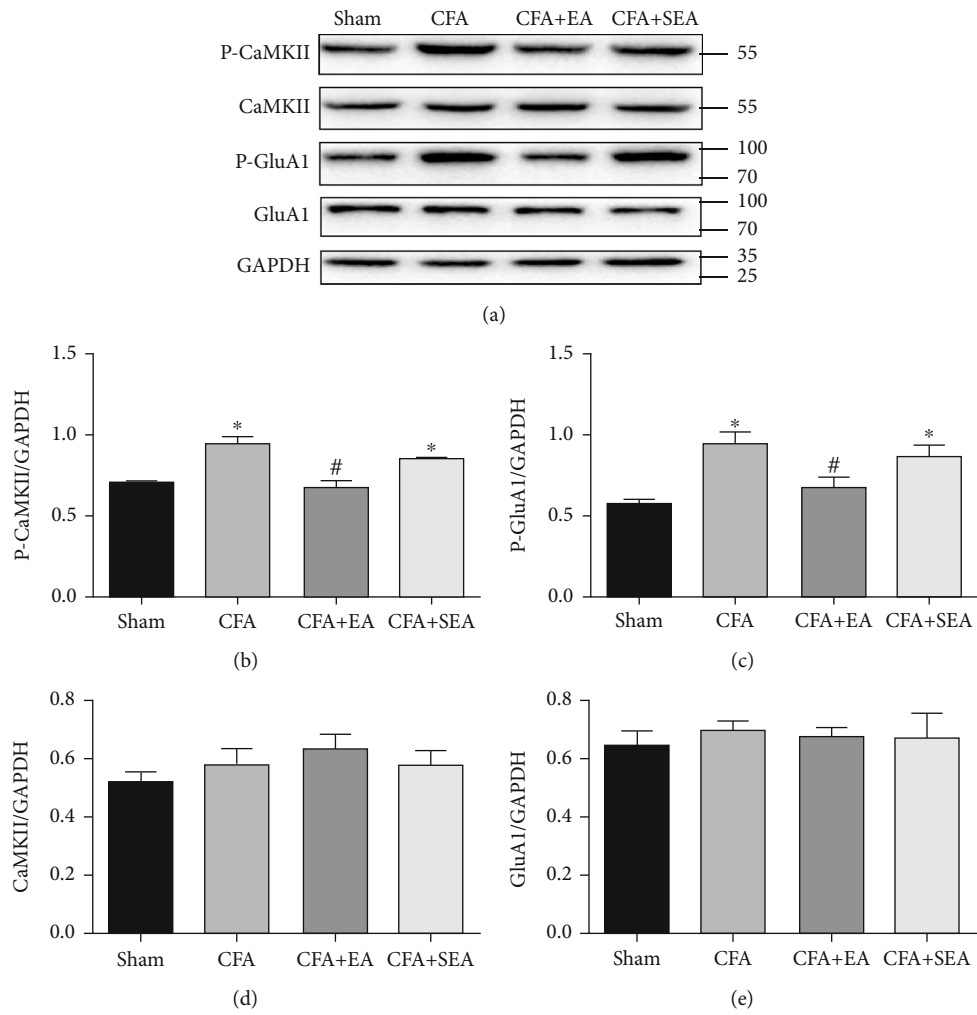 Sham CFA CFA+EA CFA+SEA
P-CaMKII 55
CaMKII 55
P-GluA1 100
70
GluA1 100
70
GAPDH 35
25
(a)
P-CaMKII/GAPDH
1.5
1.0
0.5
0.0
*
#
*
Sham CFA CFA+EA CFA+SEA
(b)
P-GluA1/GAPDH
1.5
1.0
0.5
0.0
*
#
*
Sham CFA CFA+EA CFA+SEA
(c)
CaMKII/GAPDH
0.8
0.6
0.4
0.2
0.0
Sham CFA CFA+EA CFA+SEA
(d)
GluA1/GAPDH
0.8
0.6
0.4
0.2
0.0
Sham CFA CFA+EA CFA+SEA
(e)